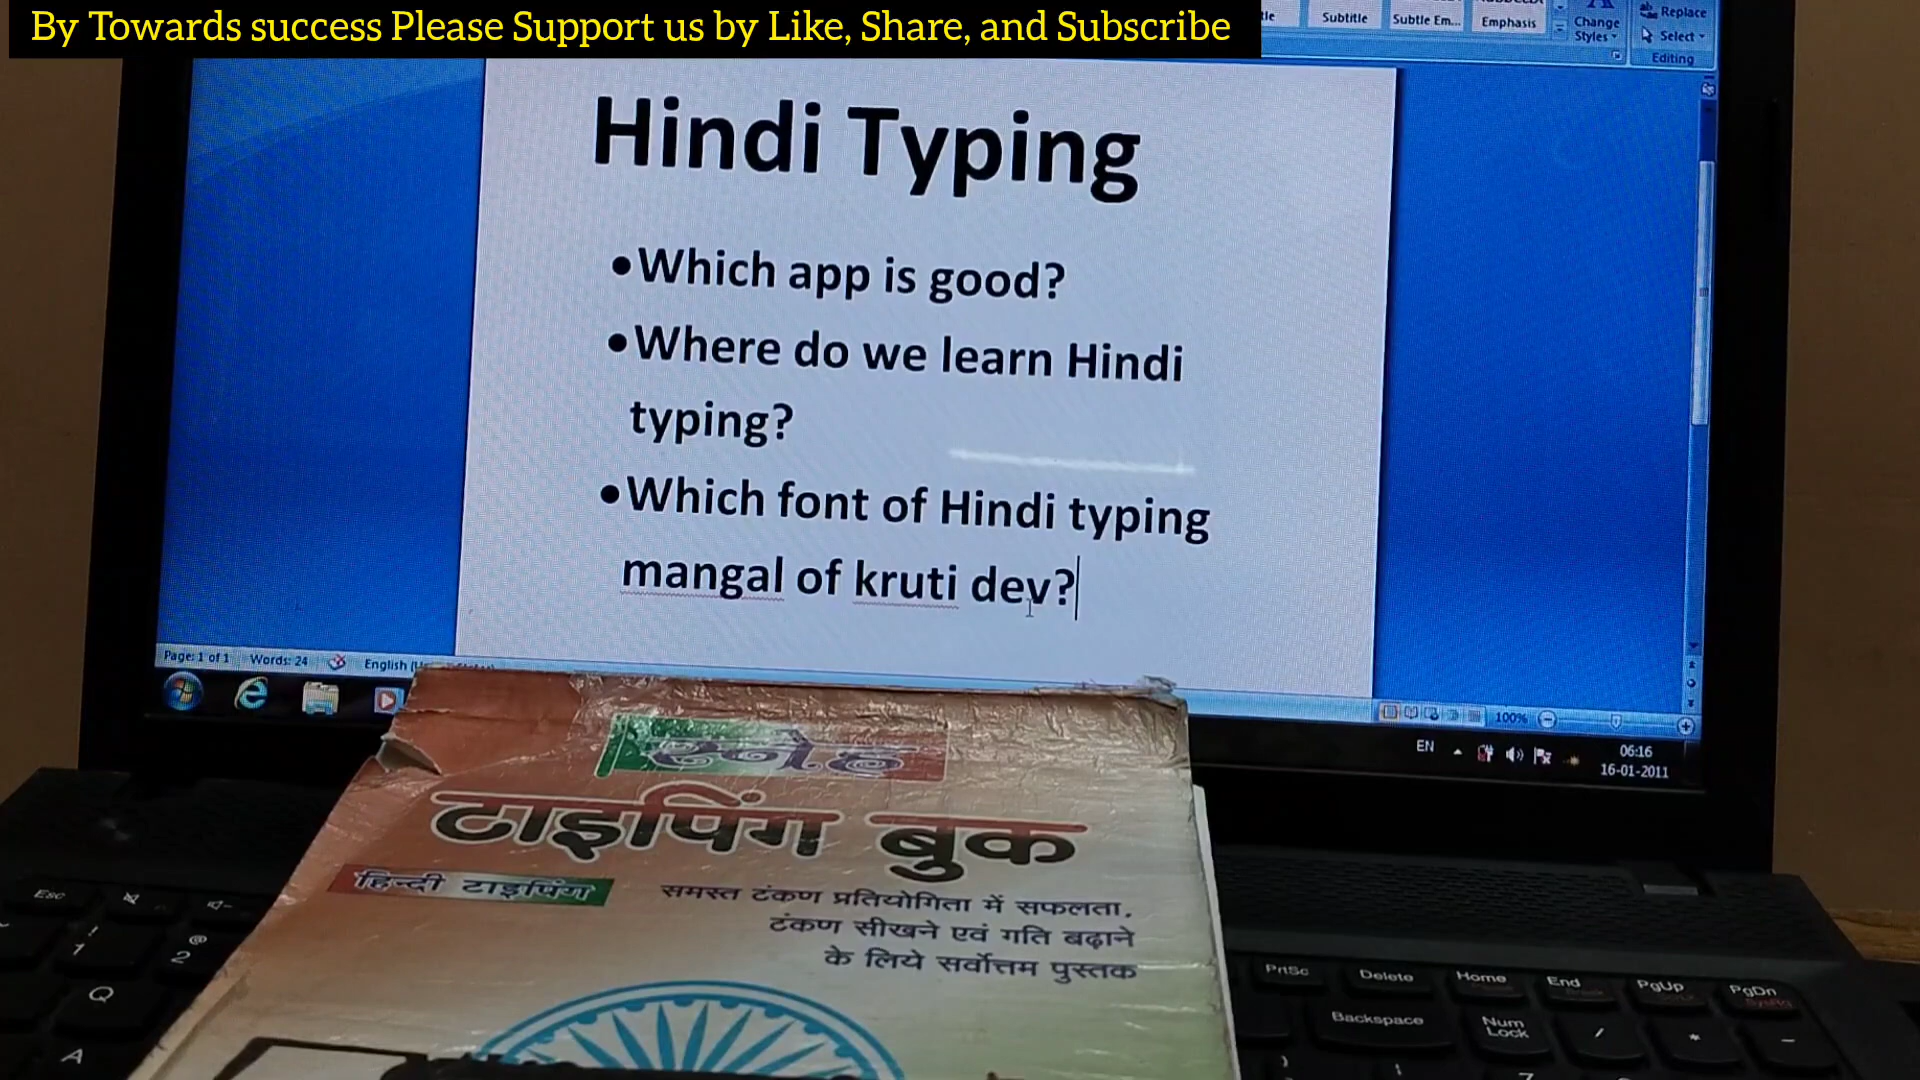 By Towards success Please Support us by Like, Share, and Subscribe
Subtitle
Subtle Em...
Emphasis
Change
Styles
Replace
Select
Editing
Hindi Typing
•Which app is good?
•Where do we learn Hindi
typing?
•Which font of Hindi typing
mangal of kruti dev?
Page: 1 of 1 Words: 24 English
100%
EN
06:16
16-01-2011
स्नेह
टाइपिंग बुक
हिन्दी टाइपिंग
समस्त टंकण प्रतियोगिता में सफलता,
टंकण सीखने एवं गति बढ़ाने
के लिये सर्वोत्तम पुस्तक
Esc
! 1
@ 2
Q
A
PrtSc Delete Home End PgUp PgDn
SysRq
Backspace Num Lock / * -
7